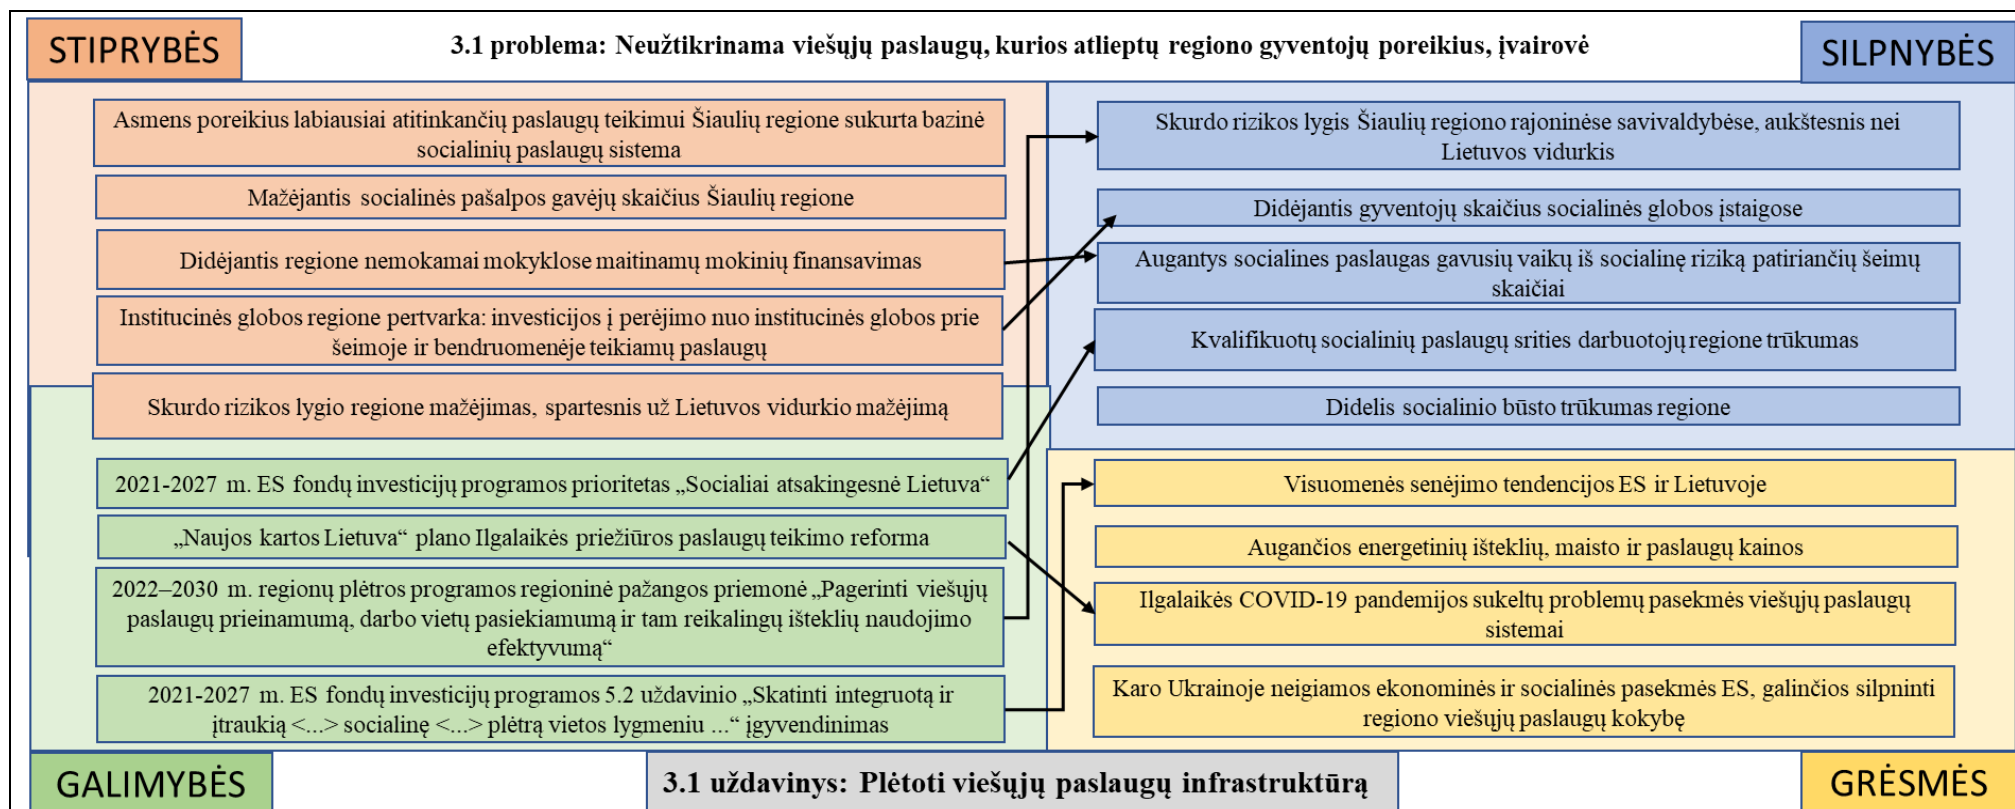 STIPRYBĖS
3.1 problema: Neužtikrinama viešųjų paslaugų, kurios atlieptų regiono gyventojų poreikius, įvairovė
SILPNYBĖS
Asmens poreikius labiausiai atitinkančių paslaugų teikimui Šiaulių regione sukurta bazinė
socialinių paslaugų sistema
Mažėjantis socialinės pašalpos gavėjų skaičius Šiaulių regione
Didėjantis regione nemokamai mokyklose maitinamų mokinių finansavimas
Institucinės globos regione pertvarka: investicijos į perėjimo nuo institucinės globos prie
šeimoje ir bendruomenėje teikiamų paslaugų
Skurdo rizikos lygio regione mažėjimas, spartesnis už Lietuvos vidurkio mažėjimą
Skurdo rizikos lygis Šiaulių regiono rajoninėse savivaldybėse, aukštesnis nei
Lietuvos vidurkis
Didėjantis gyventojų skaičius socialinės globos įstaigose
Augantys socialines paslaugas gavusių vaikų iš socialinę riziką patiriančių šeimų
skaičiai
Kvalifikuotų socialinių paslaugų srities darbuotojų regione trūkumas
Didelis socialinio būsto trūkumas regione
2021-2027 m. ES fondų investicijų programos prioritetas „Socialiai atsakingesnė Lietuva“
„Naujos kartos Lietuva“ plano Ilgalaikės priežiūros paslaugų teikimo reforma
2022–2030 m. regionų plėtros programos regioninė pažangos priemonė „Pagerinti viešųjų
paslaugų prieinamumą, darbo vietų pasiekiamumą ir tam reikalingų išteklių naudojimo
efektyvumą“
2021-2027 m. ES fondų investicijų programos 5.2 uždavinio „Skatinti integruotą ir
įtraukią <...> socialinę <...> plėtrą vietos lygmeniu ...“ įgyvendinimas
Visuomenės senėjimo tendencijos ES ir Lietuvoje
Augančios energetinių išteklių, maisto ir paslaugų kainos
Ilgalaikės COVID-19 pandemijos sukeltų problemų pasekmės viešųjų paslaugų
sistemai
Karo Ukrainoje neigiamos ekonominės ir socialinės pasekmės ES, galinčios silpninti
regiono viešųjų paslaugų kokybę
GALIMYBĖS
3.1 uždavinys: Plėtoti viešųjų paslaugų infrastruktūrą
GRĖSMĖS